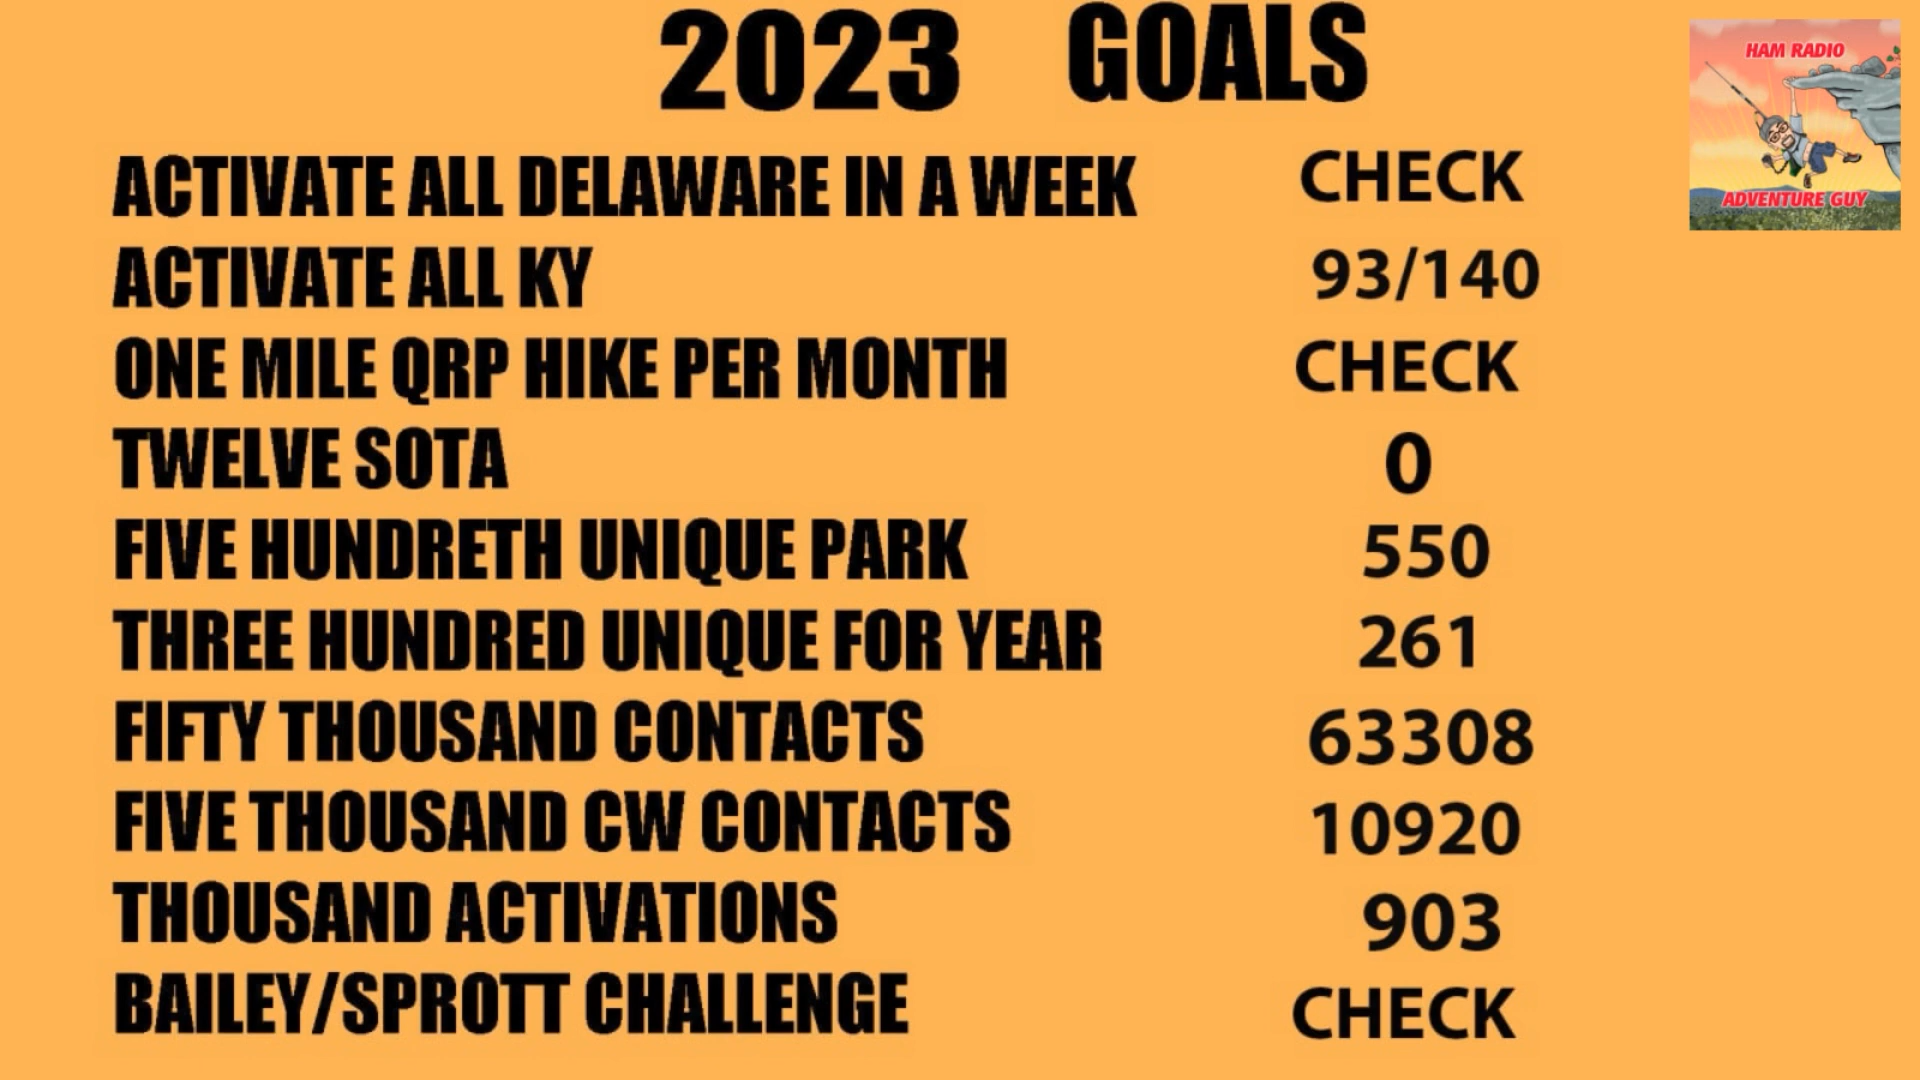 2023 GOALS
HAM RADIO
ADVENTURE GUY
ACTIVATE ALL DELAWARE IN A WEEK CHECK
ACTIVATE ALL KY 93/140
ONE MILE QRP HIKE PER MONTH CHECK
TWELVE SOTA 0
FIVE HUNDRETH UNIQUE PARK 550
THREE HUNDRED UNIQUE FOR YEAR 261
FIFTY THOUSAND CONTACTS 63308
FIVE THOUSAND CW CONTACTS 10920
THOUSAND ACTIVATIONS 903
BAILEY/SPROTT CHALLENGE CHECK